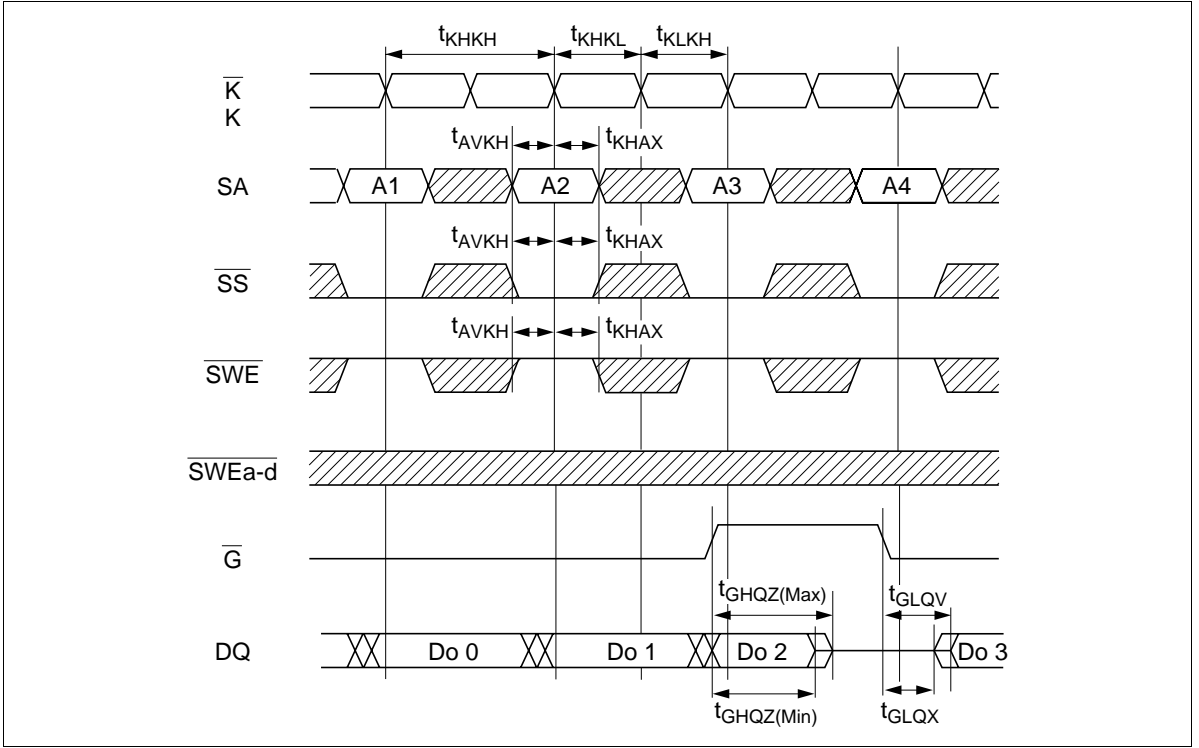 tKHKH tKHKL tKLKH
K
K
tAVKH tKHAX
SA A1 A2 A3 A4
tAVKH tKHAX
SS
tAVKH tKHAX
SWE
SWEa-d
G
tGHQZ(Max) tGLQV
DQ Do 0 Do 1 Do 2 Do 3
tGHQZ(Min) tGLQX